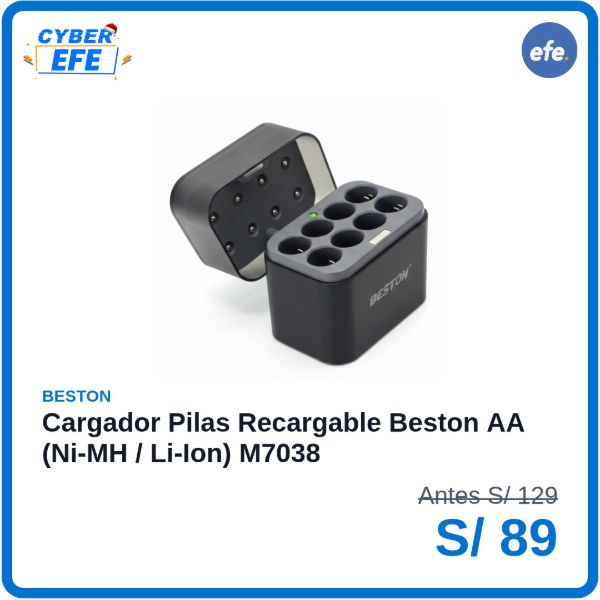 CYBER
EFE
efe.
BESTON
BESTON
Cargador Pilas Recargable Beston AA
(Ni-MH / Li-Ion) M7038
Antes S/ 129
S/ 89